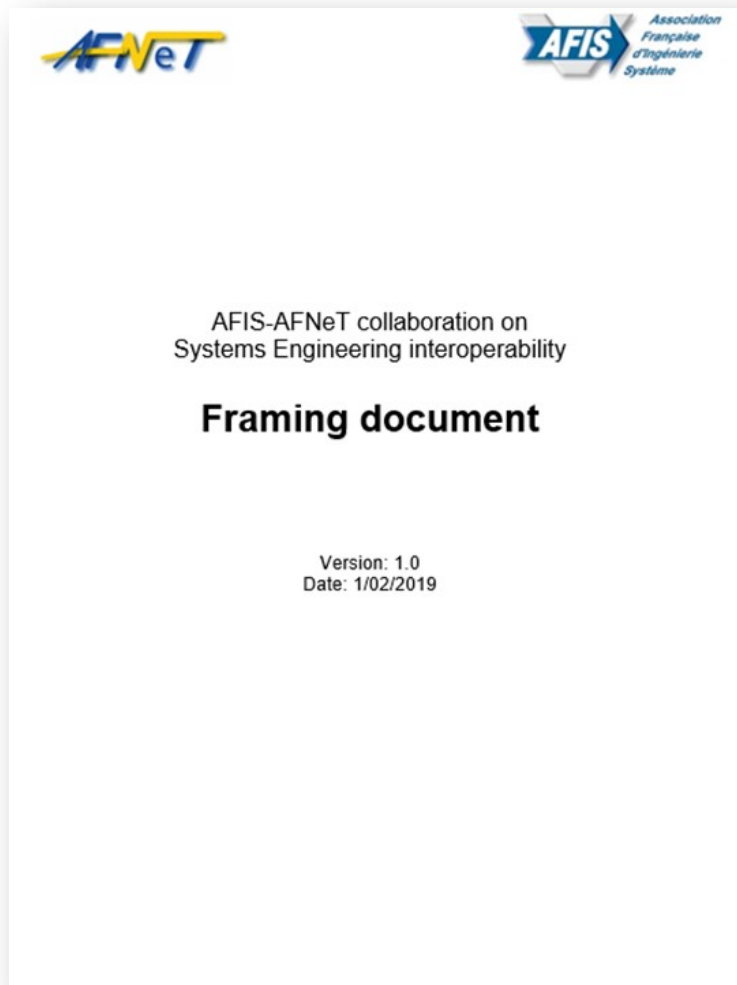 AFNeT
AFIS
Association
Française
d'Ingénierie
Système
AFIS-AFNeT collaboration on
Systems Engineering interoperability
Framing document
Version: 1.0
Date: 1/02/2019